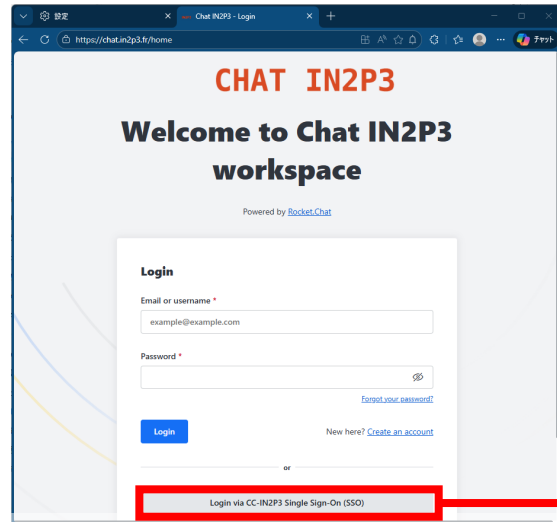 設定
Chat IN2P3 - Login
https://chat.in2p3.fr/home
チャット
CHAT IN2P3
Welcome to Chat IN2P3
workspace
Powered by Rocket.Chat
Login
Email or username *
example@example.com
Password *
Forgot your password?
Login
New here? Create an account
or
Login via CC-IN2P3 Single Sign-On (SSO)